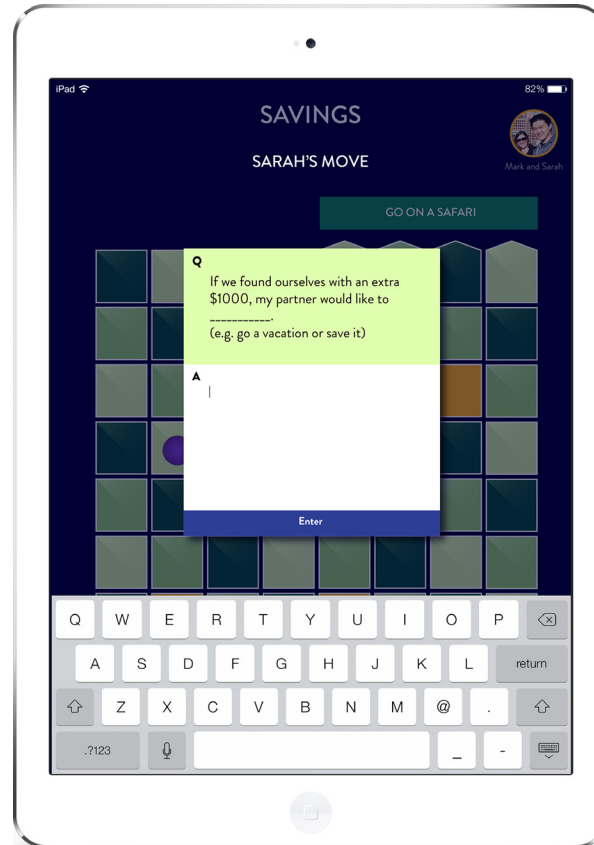 iPad 82%
SAVINGS
SARAH'S MOVE
Mark and Sarah
GO ON A SAFARI
Q
If we found ourselves with an extra
$1000, my partner would like to
___________.
(e.g. go a vacation or save it)
A
Enter
Q W E R T Y U I O P
A S D F G H J K L return
Z X C V B N M @ .
.?123 _ -